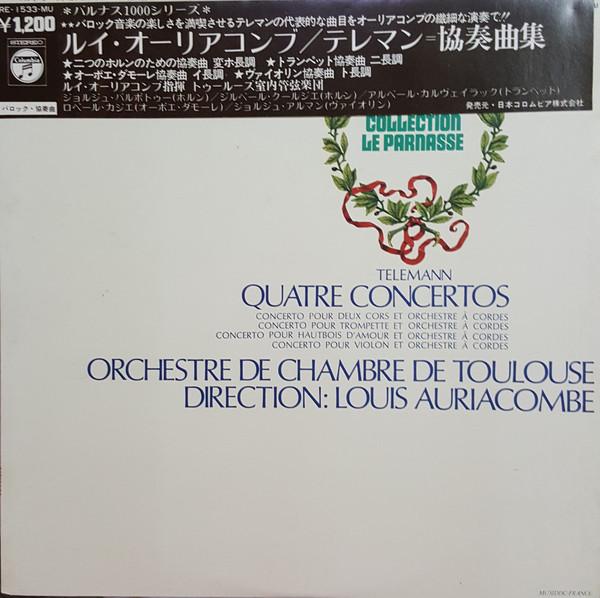 RE-1533-MU
¥1,200
STEREO
Columbia
バロック・協奏曲
*パルナス1000シリーズ*
★★バロック音楽の楽しさを満喫させるテレマンの代表的な曲目をオーリアコンブの繊細な演奏で!!
ルイ・オーリアコンブ/テレマン=協奏曲集
★二つのホルンのための協奏曲 変ホ長調 ★トランペット協奏曲 ニ長調
★オーボエ・ダモーレ協奏曲 イ長調 ★ヴァイオリン協奏曲 ト長調
ルイ・オーリアコンブ指揮 トゥールーズ室内管弦楽団
ジョルジュ・バルボトゥー(ホルン)/ジルベール・クールジエ(ホルン)/アルベール・カルヴェイラック(トランペット)
ロベール・カジエ(オーボエ・ダモーレ)/ジョルジュ・アルマン(ヴァイオリン)
発売元・日本コロムビア株式会社
COLLECTION
LE PARNASSE
TELEMANN
QUATRE CONCERTOS
CONCERTO POUR DEUX CORS ET ORCHESTRE À CORDES
CONCERTO POUR TROMPETTE ET ORCHESTRE À CORDES
CONCERTO POUR HAUTBOIS D'AMOUR ET ORCHESTRE À CORDES
CONCERTO POUR VIOLON ET ORCHESTRE À CORDES
ORCHESTRE DE CHAMBRE DE TOULOUSE
DIRECTION: LOUIS AURIACOMBE
MUSIDISC-FRANCE